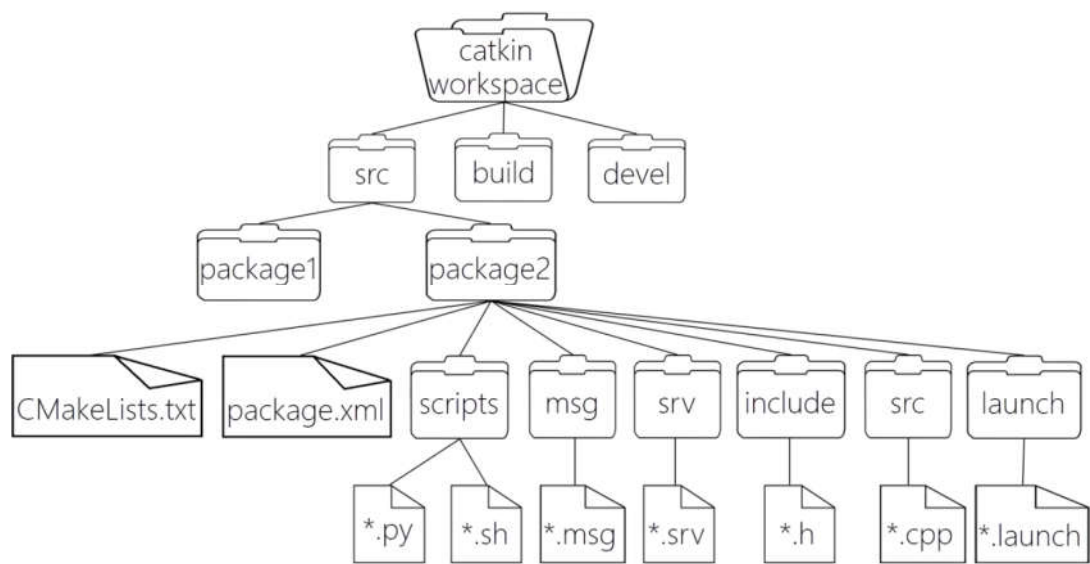 catkin
workspace
src
build
devel
package1
package2
CMakeLists.txt
package.xml
scripts
msg
srv
include
src
launch
*.py
*.sh
*.msg
*.srv
*.h
*.cpp
*.launch